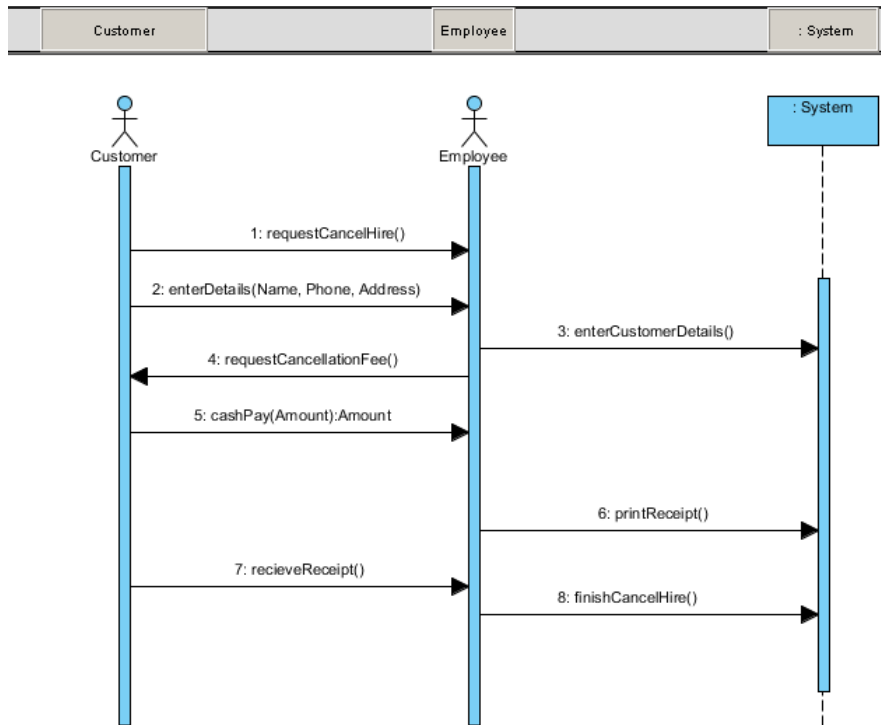 Customer
Employee
: System
: System
Customer
Employee
1: requestCancelHire()
2: enterDetails(Name, Phone, Address)
3: enterCustomerDetails()
4: requestCancellationFee()
5: cashPay(Amount):Amount
6: printReceipt()
7: recieveReceipt()
8: finishCancelHire()